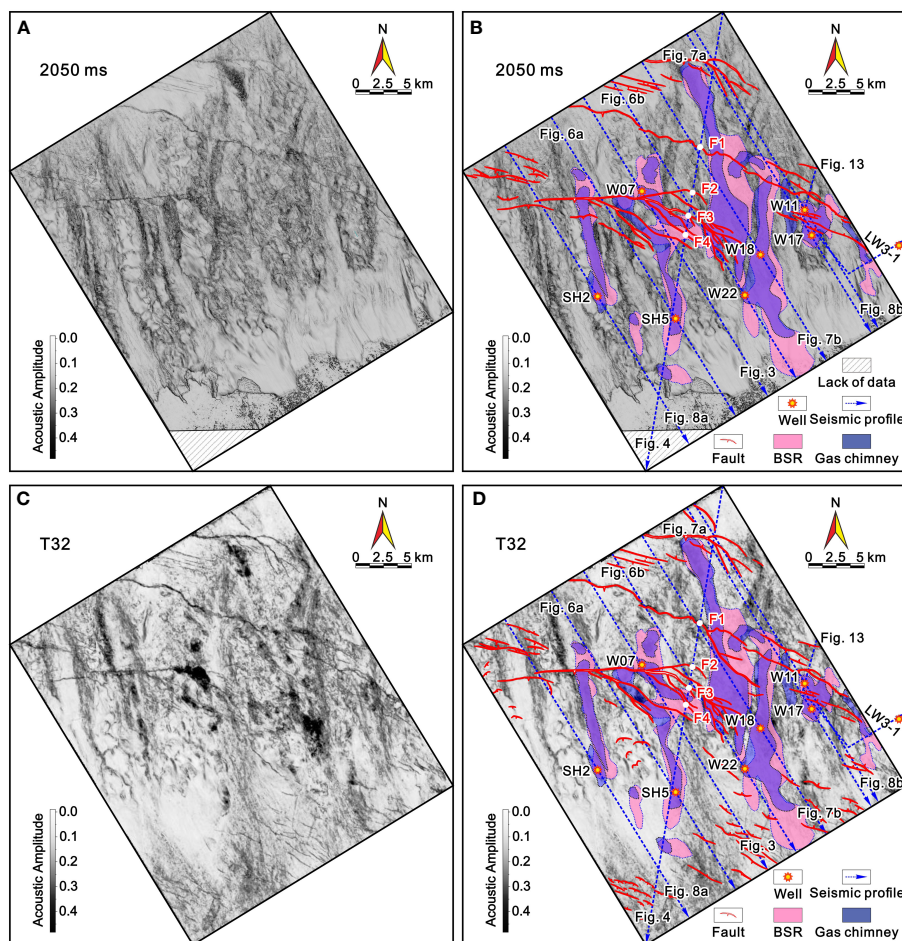 A
2050 ms
N
0 2.5 5 km
Acoustic Amplitude
0.0
0.1
0.2
0.3
0.4
B
2050 ms
N
0 2.5 5 km
Fig. 7a
Fig. 6b
Fig. 6a
F1
Fig. 13
W07
F2
W11
F3
F4
W17
W18
LW3-1
SH2
W22
SH5
Fig. 8b
Fig. 7b
Fig. 3
Fig. 8a
Fig. 4
Acoustic Amplitude
0.0
0.1
0.2
0.3
0.4
Lack of data
Well
Seismic profile
Fault
BSR
Gas chimney
C
T32
N
0 2.5 5 km
Acoustic Amplitude
0.0
0.1
0.2
0.3
0.4
D
T32
N
0 2.5 5 km
Fig. 7a
Fig. 6b
Fig. 6a
F1
Fig. 13
W07
F2
W11
F3
F4
W17
W18
LW3-1
SH2
W22
SH5
Fig. 8b
Fig. 7b
Fig. 3
Fig. 8a
Fig. 4
Acoustic Amplitude
0.0
0.1
0.2
0.3
0.4
Well
Seismic profile
Fault
BSR
Gas chimney